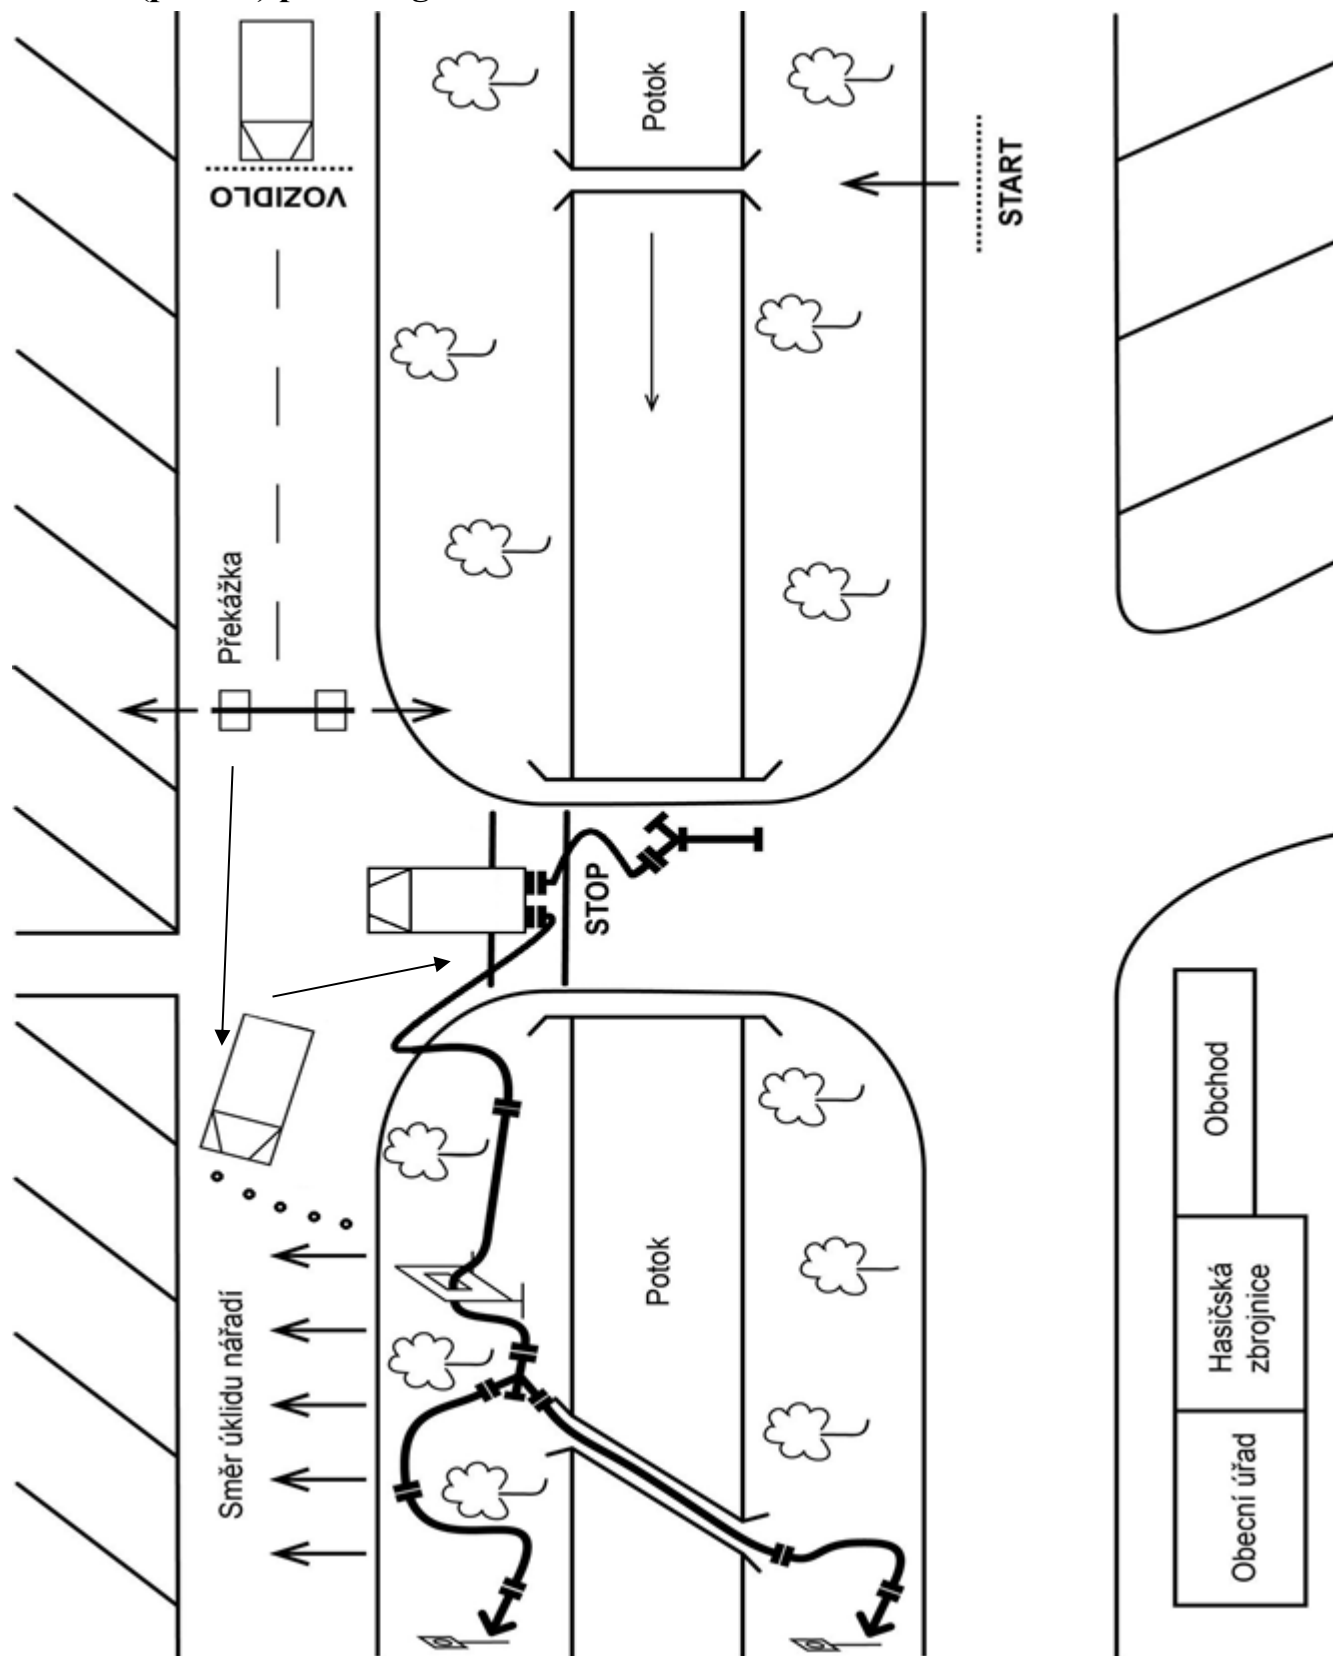 Potok
VOZIDLO
START
Překážka
STOP
Obchod
Potok
Směr úklidu nářadí
Hasičská
zbrojnice
Obecní úřad